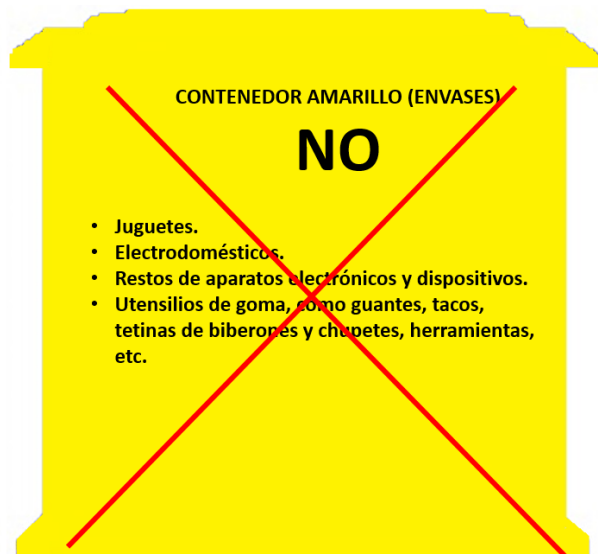 CONTENEDOR AMARILLO (ENVASES)
NO
• Juguetes.
• Electrodomésticos.
• Restos de aparatos electrónicos y dispositivos.
• Utensilios de goma, como guantes, tacos,
tetinas de biberones y chupetes, herramientas,
etc.